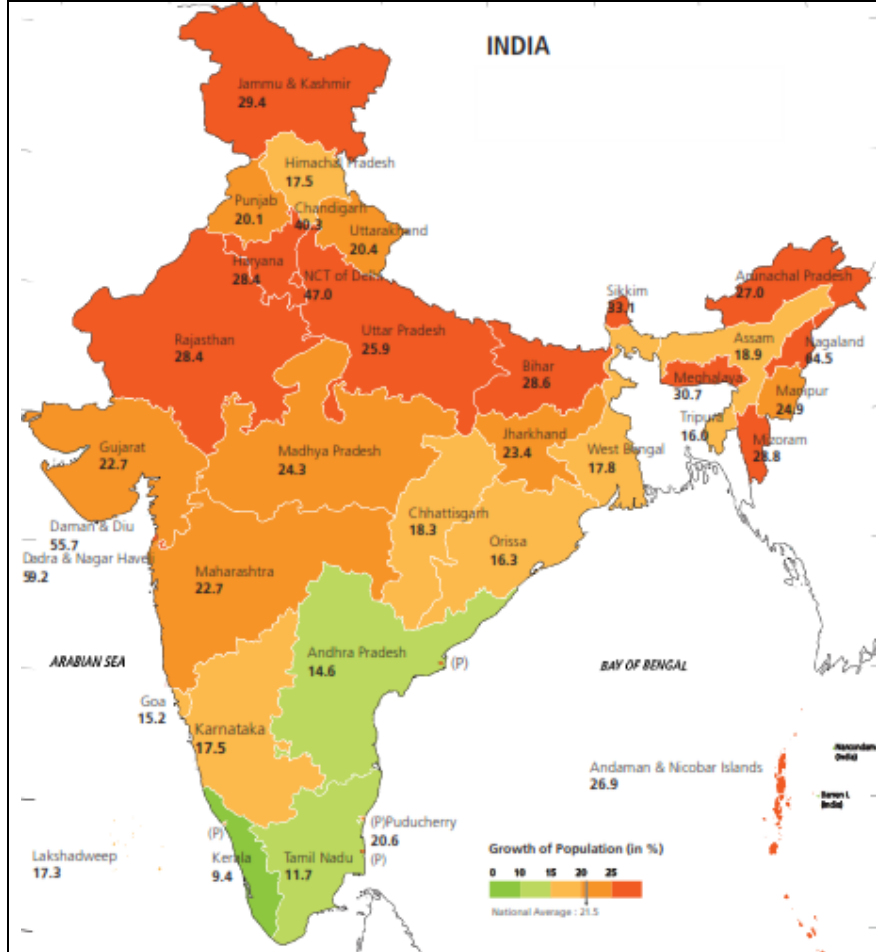 INDIA
Jammu & Kashmir
29.4
Himachal Pradesh
17.5
Punjab
20.1
Chandigarh
40.3
Uttarakhand
20.4
Haryana
28.4
NCT of Delhi
47.0
Rajasthan
28.4
Uttar Pradesh
25.9
Bihar
28.6
Sikkim
33.1
Arunachal Pradesh
27.0
Assam
18.9
Nagaland
64.5
Meghalaya
30.7
Manipur
24.9
Tripura
16.0
Mizoram
28.8
Gujarat
22.7
Madhya Pradesh
24.3
Jharkhand
23.4
West Bengal
17.8
Chhattisgarh
18.3
Orissa
16.3
Daman & Diu
55.7
Dadra & Nagar Haveli
59.2
Maharashtra
22.7
ARABIAN SEA
Andhra Pradesh
14.6
(P)
BAY OF BENGAL
Goa
15.2
Karnataka
17.5
Andaman & Nicobar Islands
26.9
Narcondam
(India)
Barren I.
(India)
(P)
(P)Puducherry
20.6
(P)
Lakshadweep
17.3
Kerala
9.4
Tamil Nadu
11.7
Growth of Population (in %)
0 10 15 20 25
National Average : 21.5